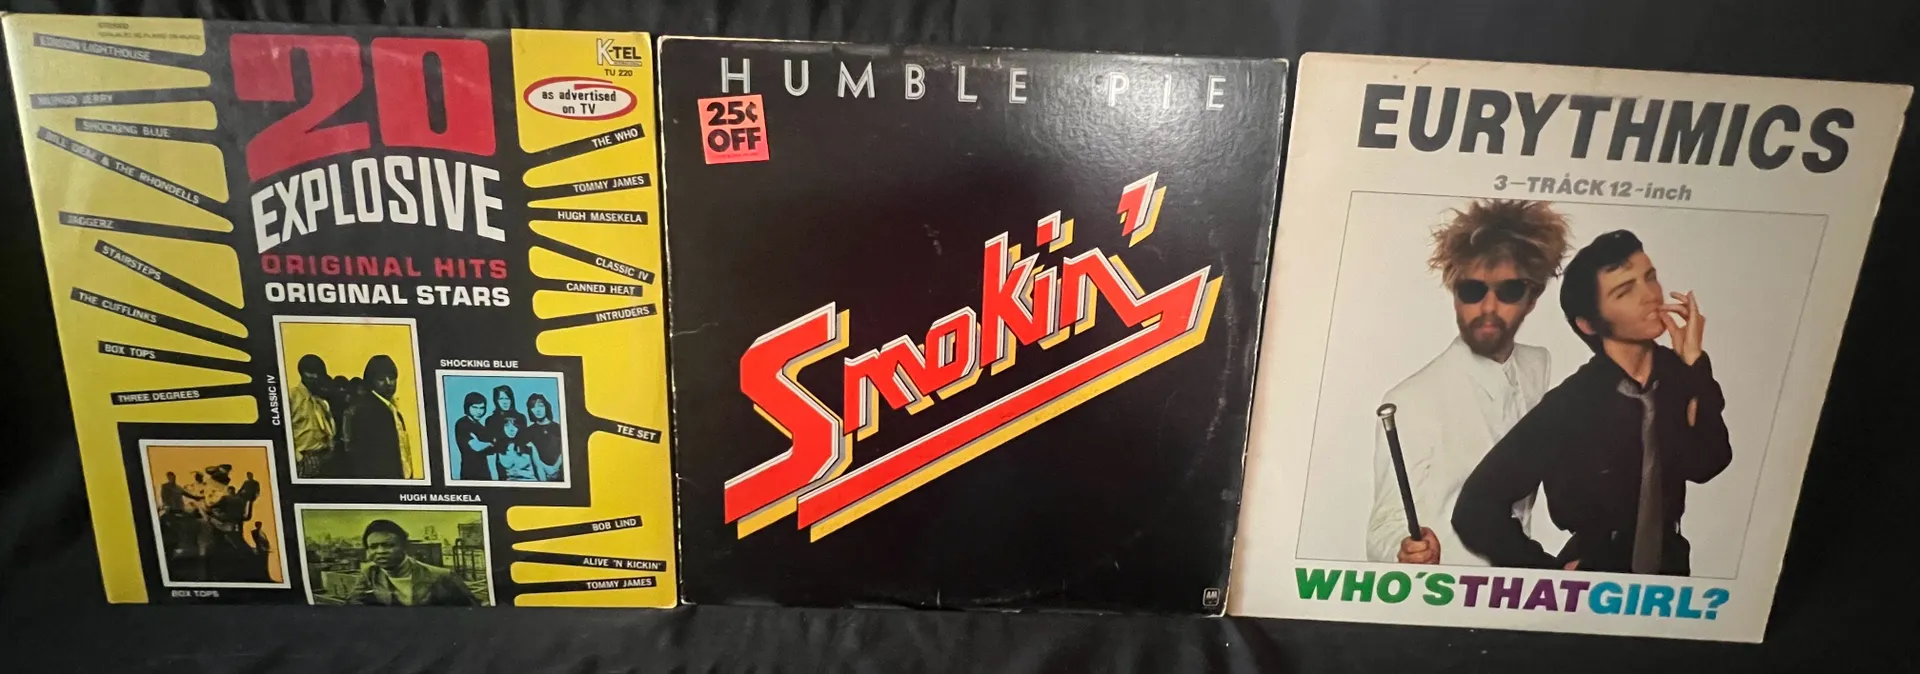 STEREO
EDISON LIGHTHOUSE
MUNGO JERRY
SHOCKING BLUE
BILL DEAL & THE RHONDELLS
JAGGERZ
STAIRSTEPS
THE CUFFLINKS
BOX TOPS
THREE DEGREES
20
EXPLOSIVE
ORIGINAL HITS
ORIGINAL STARS
K-TEL
TU 220
as advertised
on TV
THE WHO
TOMMY JAMES
HUGH MASEKELA
CLASSIC IV
CANNED HEAT
INTRUDERS
TEE SET
BOB LIND
ALIVE 'N KICKIN'
TOMMY JAMES
CLASSIC IV
SHOCKING BLUE
HUGH MASEKELA
BOX TOPS
HUMBLE PiE
25¢
OFF
Smokin'
AM
EURYTHMICS
3-TRACK 12-inch
WHO'STHATGIRL?